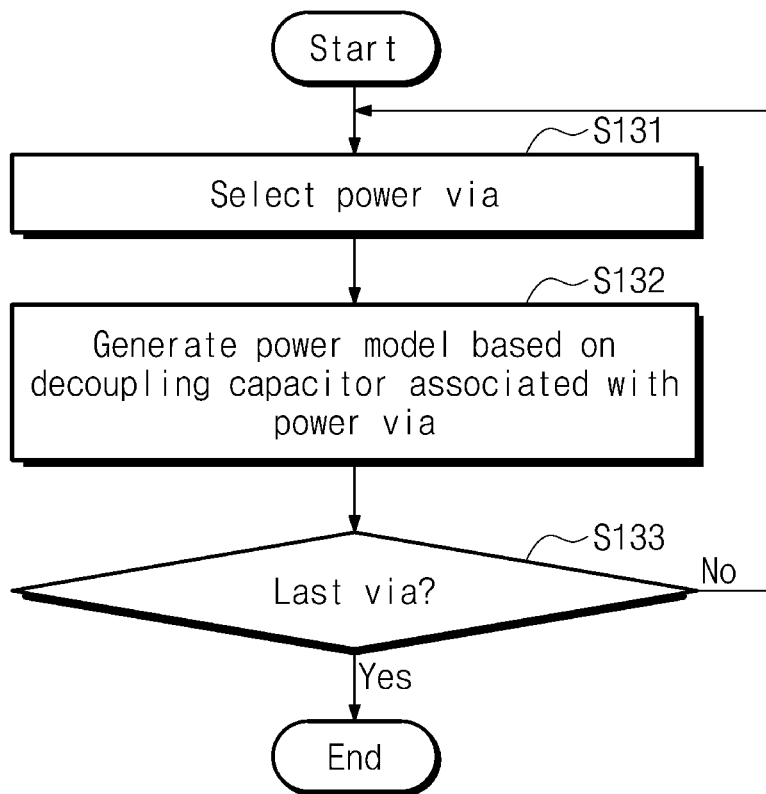 Start
S131
Select power via
S132
Generate power model based on
decoupling capacitor associated with
power via
S133
Last via?
No
Yes
End